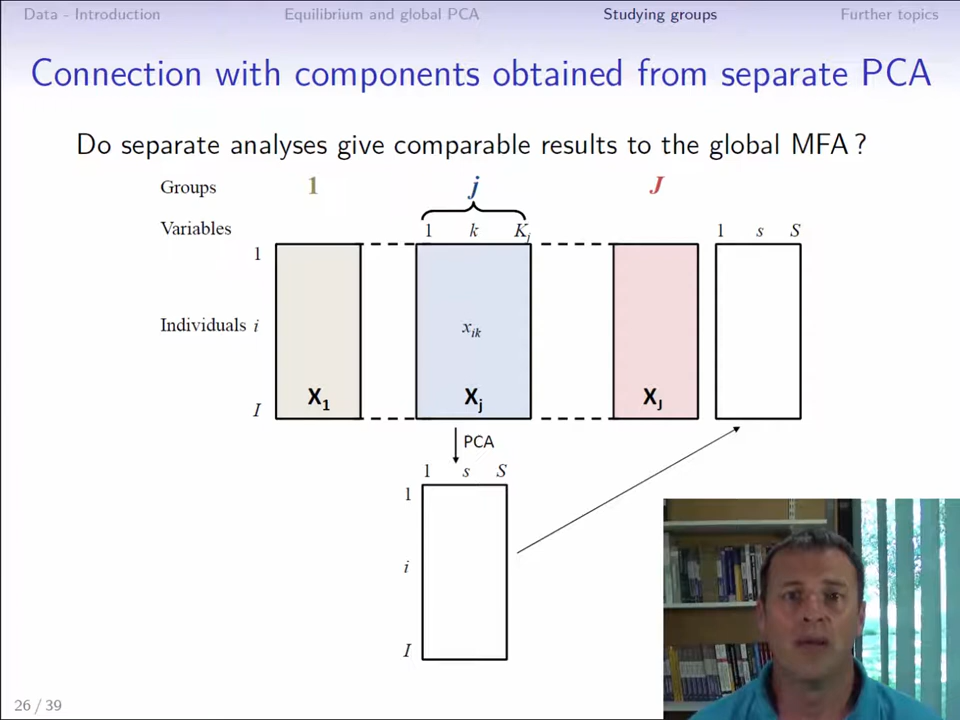 Data - Introduction Equilibrium and global PCA Studying groups Further topics
Connection with components obtained from separate PCA
Do separate analyses give comparable results to the global MFA ?
Groups 1 j J
Variables 1 k Kj 1 s S
1
Individuals i xik
X1 Xj XJ
I
PCA
1 s S
1
i
I
26 / 39